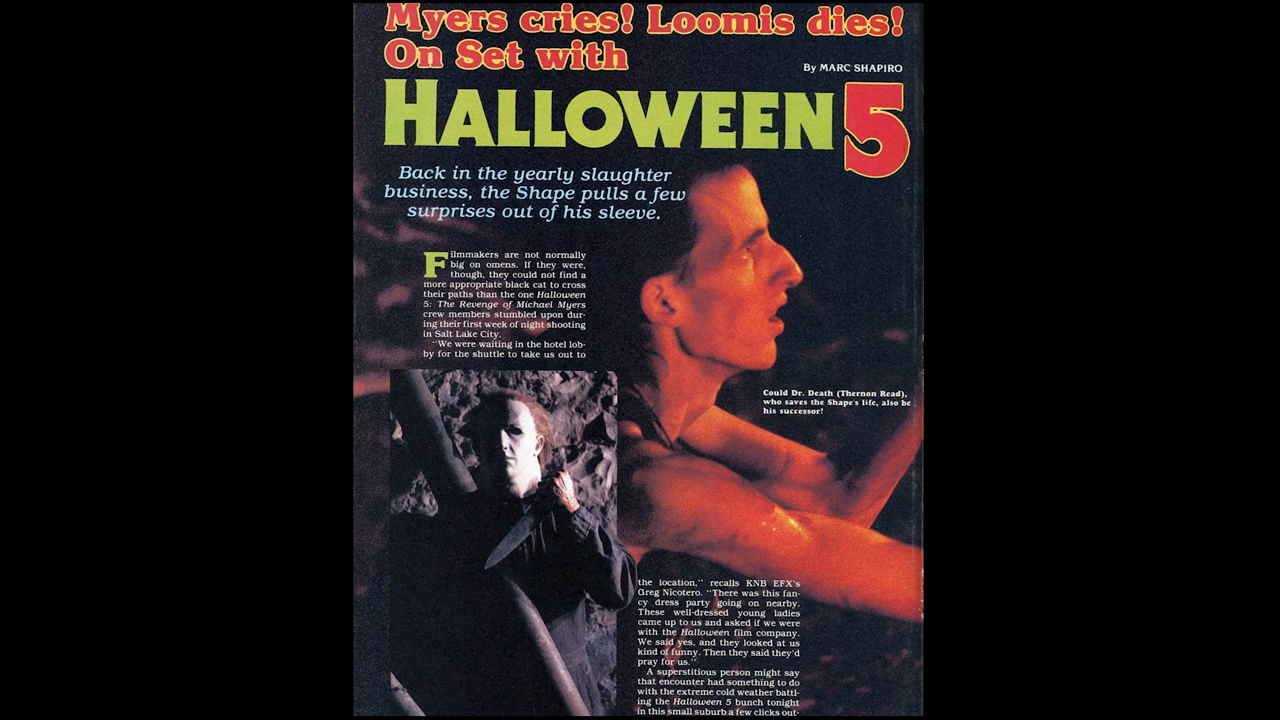 Myers cries! Loomis dies!
On Set with
By MARC SHAPIRO
HALLOWEEN 5
Back in the yearly slaughter
business, the Shape pulls a few
surprises out of his sleeve.
Filmmakers are not normally
big on omens. If they were,
though, they could not find a
more appropriate black cat to cross
their paths than the one Halloween
5: The Revenge of Michael Myers
crew members stumbled upon dur-
ing their first week of night shooting
in Salt Lake City.
"We were waiting in the hotel lob-
by for the shuttle to take us out to
Could Dr. Death (Thernon Read),
who saves the Shape's life, also be
his successor?
the location," recalls KNB EFX's
Greg Nicotero. "There was this fan-
cy dress party going on nearby.
These well-dressed young ladies
came up to us and asked if we were
with the Halloween film company.
We said yes, and they looked at us
kind of funny. Then they said they'd
pray for us."
A superstitious person might say
that encounter had something to do
with the extreme cold weather battl-
ing the Halloween 5 bunch tonight
in this small suburb a few clicks out-